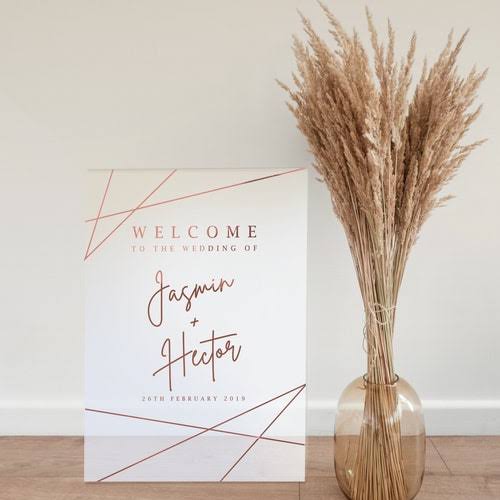 WELCOME
TO THE WEDDING OF
Jasmin
+
Hector
26TH FEBRUARY 2019